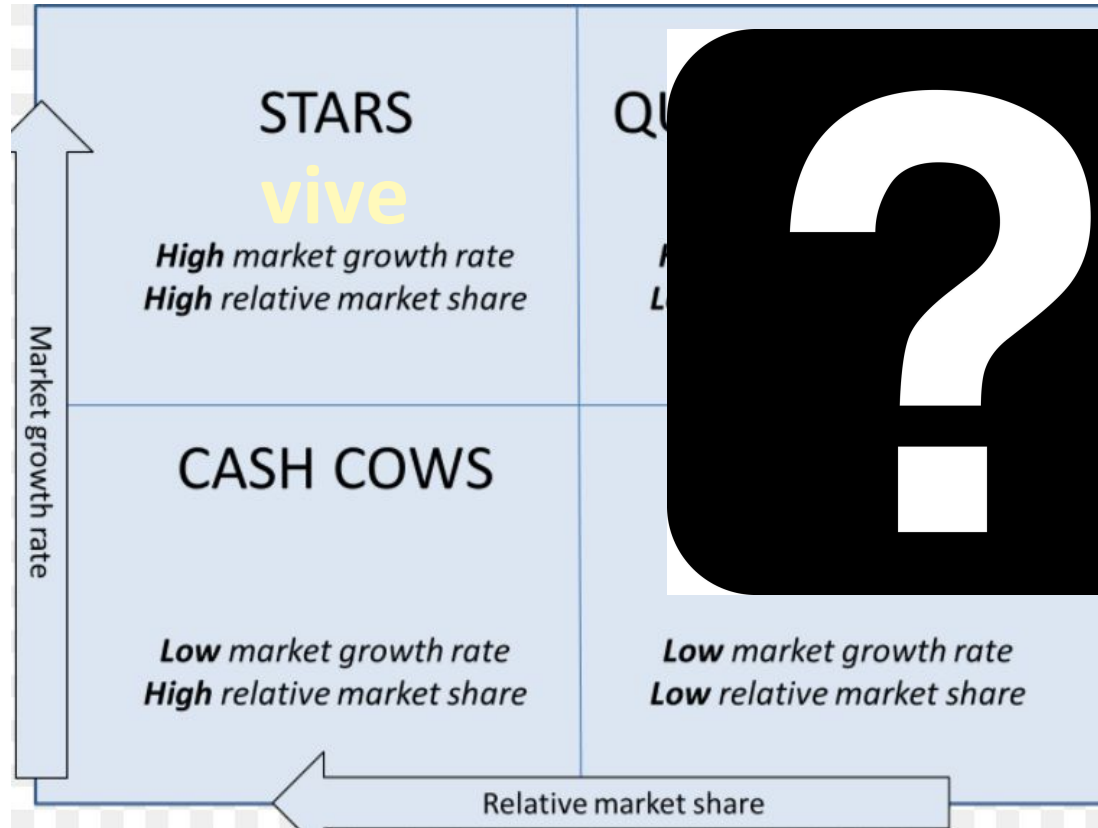 STARS
vive
High market growth rate
High relative market share
?
CASH COWS
Low market growth rate
High relative market share
Low market growth rate
Low relative market share
Market growth rate
Relative market share